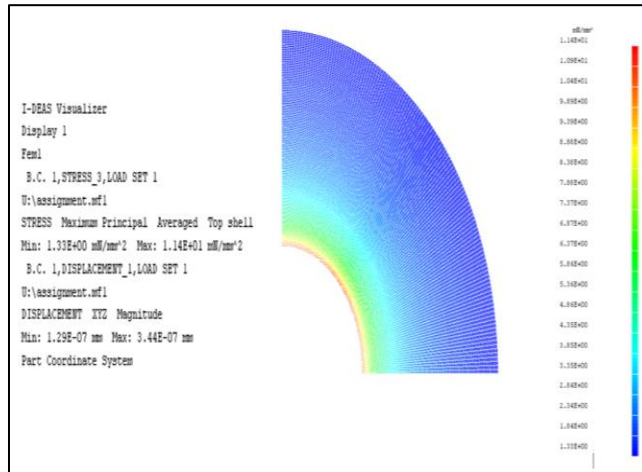 I-DEAS Visualizer
Display 1
Fem1
B.C. 1,STRESS_3,LOAD SET 1
U:\assignment.mf1
STRESS Maximum Principal Averaged Top shell
Min: 1.33E+00 mN/mm^2 Max: 1.14E+01 mN/mm^2
B.C. 1,DISPLACEMENT_1,LOAD SET 1
U:\assignment.mf1
DISPLACEMENT XYZ Magnitude
Min: 1.29E-07 mm Max: 3.44E-07 mm
Part Coordinate System
mN/mm²
1.14E+01
1.09E+01
1.04E+01
9.89E+00
9.39E+00
8.88E+00
8.38E+00
7.88E+00
7.37E+00
6.87E+00
6.37E+00
5.86E+00
5.36E+00
4.86E+00
4.35E+00
3.85E+00
3.35E+00
2.84E+00
2.34E+00
1.84E+00
1.33E+00